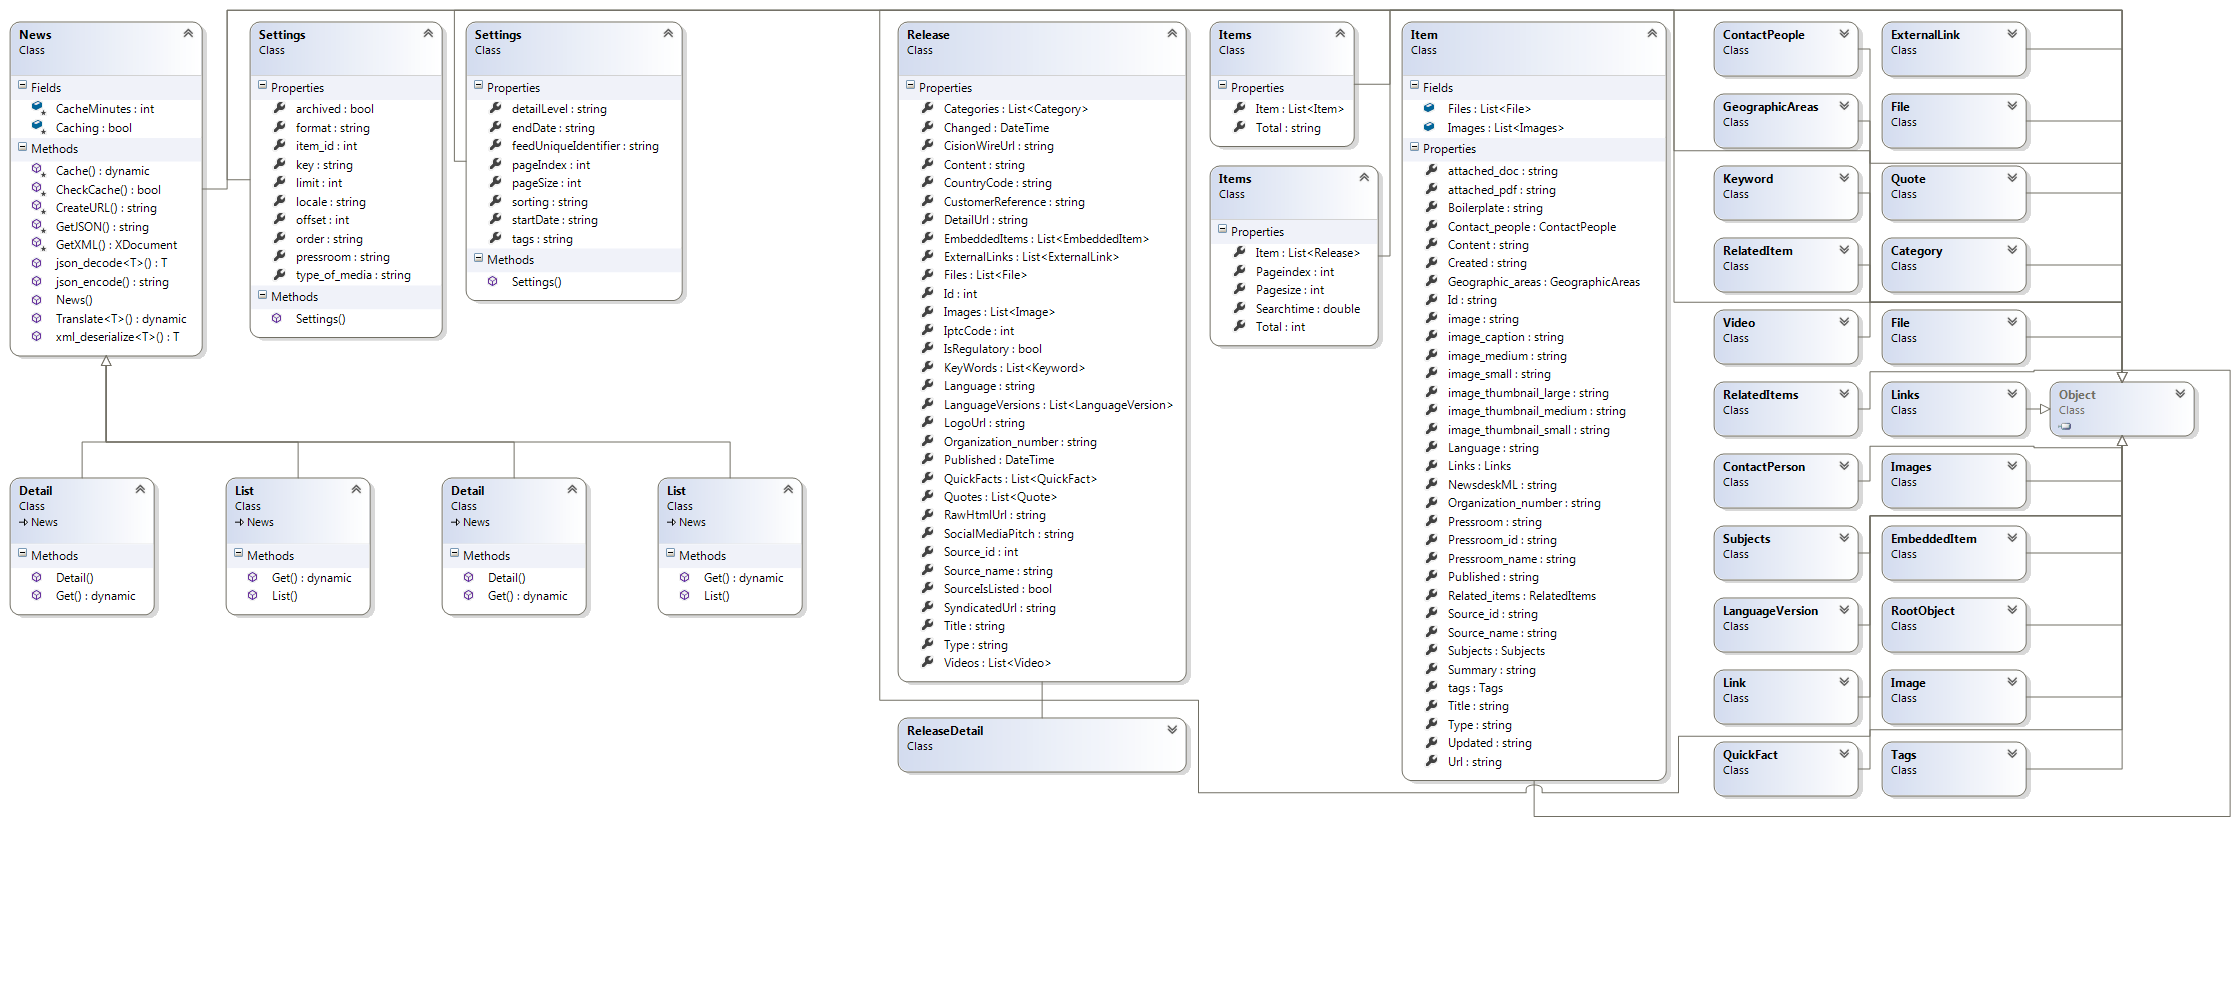 News
Class
Fields
CacheMinutes : int
Caching : bool
Methods
Cache() : dynamic
CheckCache() : bool
CreateURL() : string
GetJSON() : string
GetXML() : XDocument
json_decode<T>() : T
json_encode() : string
News()
Translate<T>() : dynamic
xml_deserialize<T>() : T
Settings
Class
Properties
archived : bool
format : string
item_id : int
key : string
limit : int
locale : string
offset : int
order : string
pressroom : string
type_of_media : string
Methods
Settings()
Settings
Class
Properties
detailLevel : string
endDate : string
feedUniqueIdentifier : string
pageIndex : int
pageSize : int
sorting : string
startDate : string
tags : string
Methods
Settings()
Detail
Class
News
Methods
Detail()
Get() : dynamic
List
Class
News
Methods
Get() : dynamic
List()
Detail
Class
News
Methods
Detail()
Get() : dynamic
List
Class
News
Methods
Get() : dynamic
List()
Release
Class
Properties
Categories : List<Category>
Changed : DateTime
CisionWireUrl : string
Content : string
CountryCode : string
CustomerReference : string
DetailUrl : string
EmbeddedItems : List<EmbeddedItem>
ExternalLinks : List<ExternalLink>
Files : List<File>
Id : int
Images : List<Image>
IptcCode : int
IsRegulatory : bool
KeyWords : List<Keyword>
Language : string
LanguageVersions : List<LanguageVersion>
LogoUrl : string
Organization_number : string
Published : DateTime
QuickFacts : List<QuickFact>
Quotes : List<Quote>
RawHtmlUrl : string
SocialMediaPitch : string
Source_id : int
Source_name : string
SourceIsListed : bool
SyndicatedUrl : string
Title : string
Type : string
Videos : List<Video>
ReleaseDetail
Class
Items
Class
Properties
Item : List<Item>
Total : string
Items
Class
Properties
Item : List<Release>
Pageindex : int
Pagesize : int
Searchtime : double
Total : int
Item
Class
Fields
Files : List<File>
Images : List<Images>
Properties
attached_doc : string
attached_pdf : string
Boilerplate : string
Contact_people : ContactPeople
Content : string
Created : string
Geographic_areas : GeographicAreas
Id : string
image : string
image_caption : string
image_medium : string
image_small : string
image_thumbnail_large : string
image_thumbnail_medium : string
image_thumbnail_small : string
Language : string
Links : Links
NewsdeskML : string
Organization_number : string
Pressroom : string
Pressroom_id : string
Pressroom_name : string
Published : string
Related_items : RelatedItems
Source_id : string
Source_name : string
Subjects : Subjects
Summary : string
tags : Tags
Title : string
Type : string
Updated : string
Url : string
ContactPeople
Class
ExternalLink
Class
GeographicAreas
Class
File
Class
Keyword
Class
Quote
Class
RelatedItem
Class
Category
Class
Video
Class
File
Class
RelatedItems
Class
Links
Class
Object
Class
ContactPerson
Class
Images
Class
Subjects
Class
EmbeddedItem
Class
LanguageVersion
Class
RootObject
Class
Link
Class
Image
Class
QuickFact
Class
Tags
Class